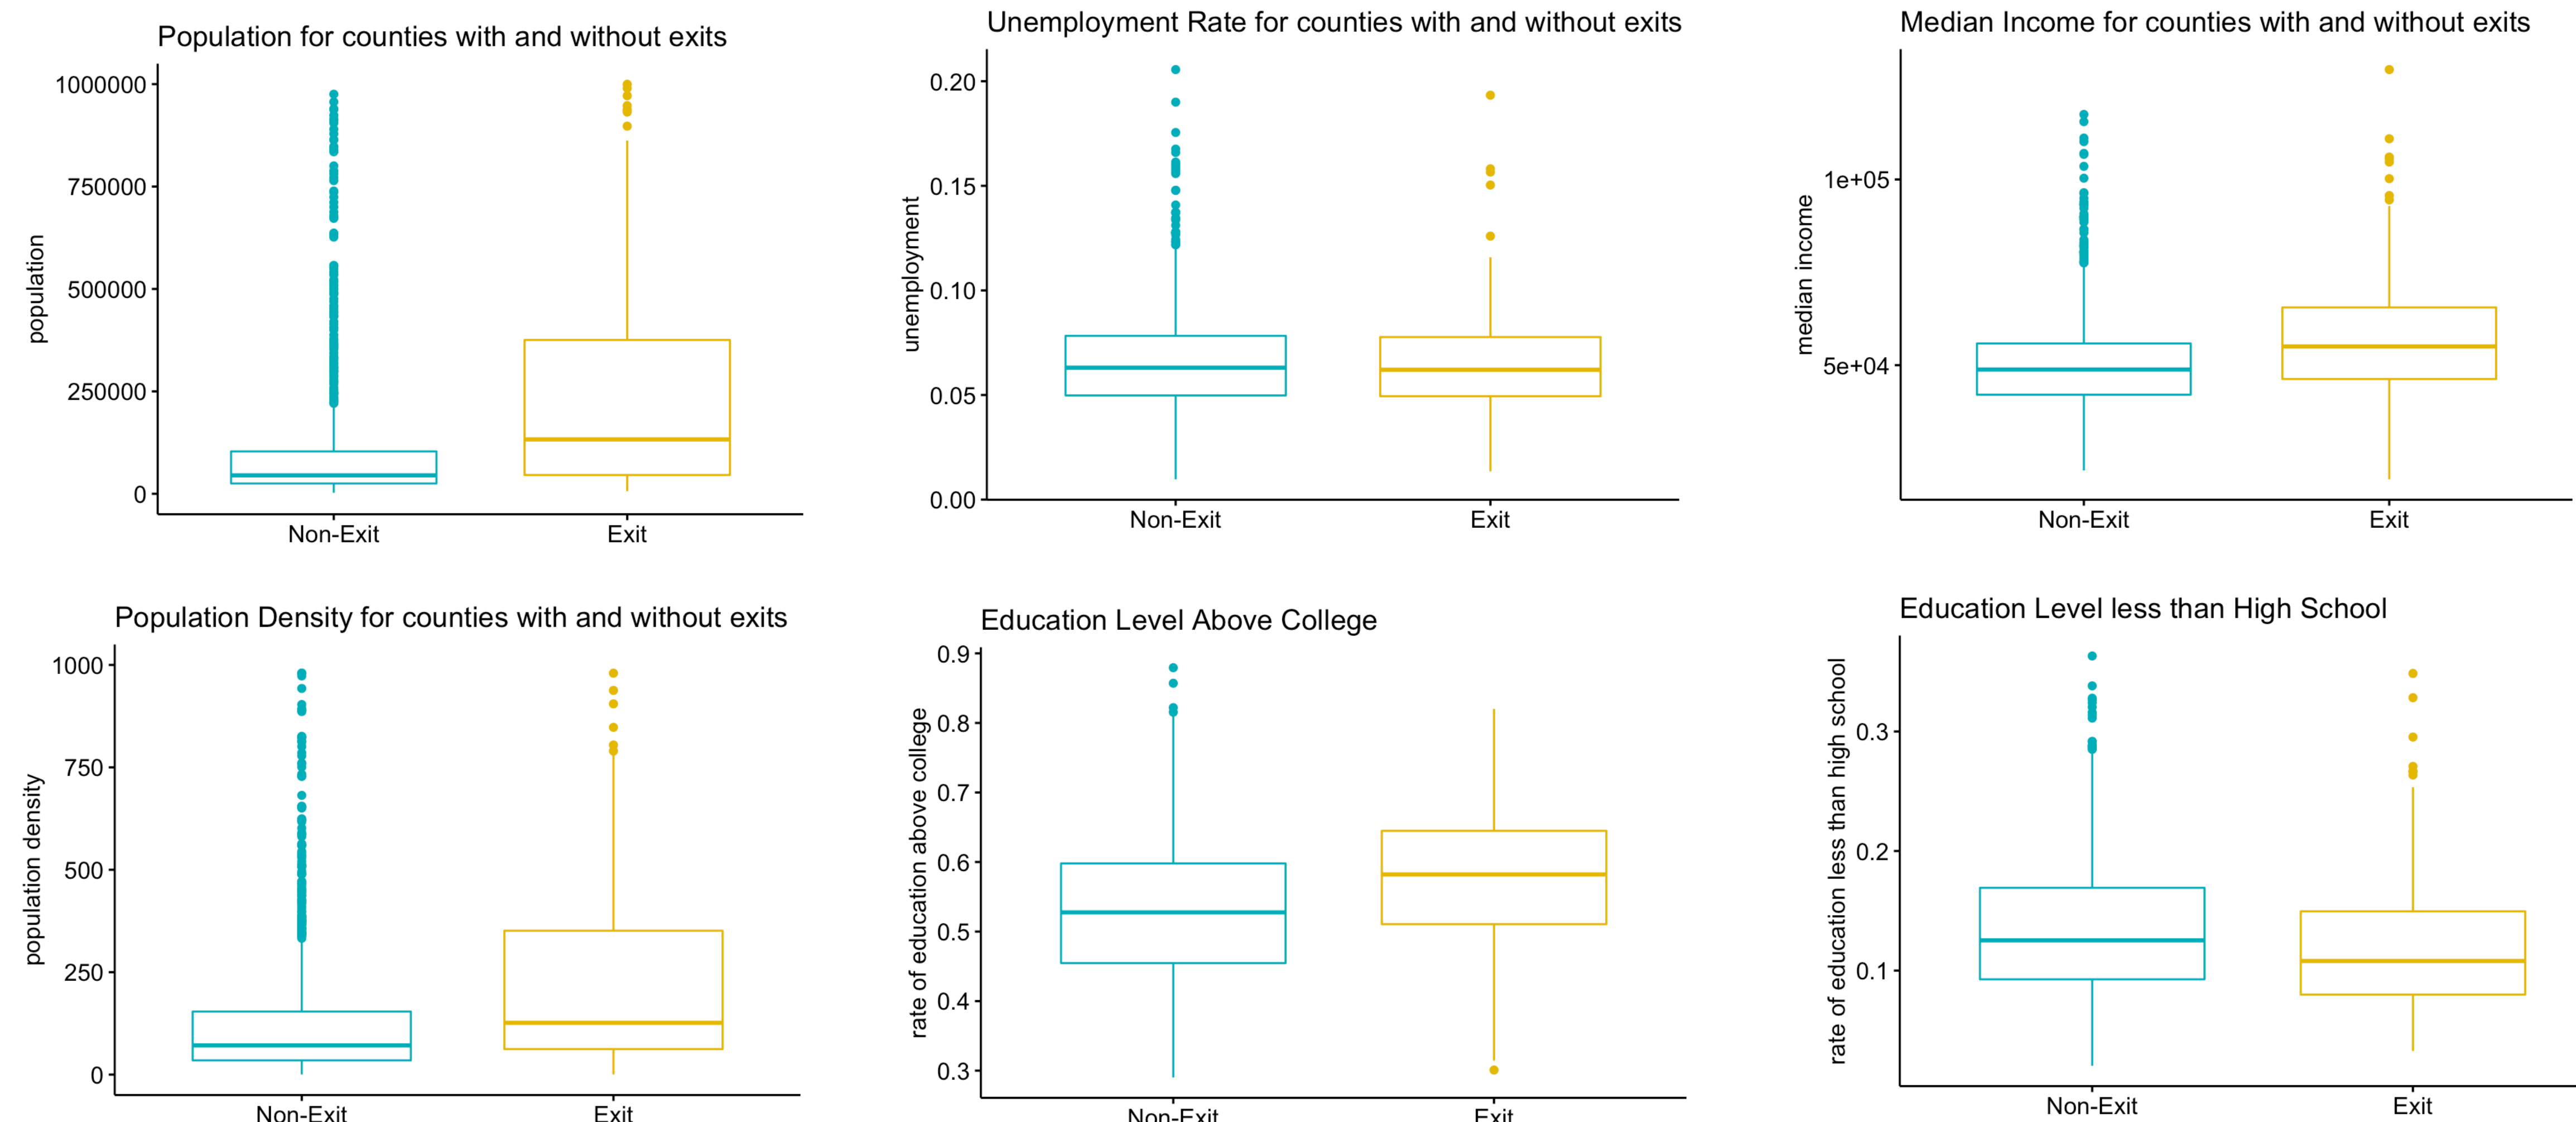 Population for counties with and without exits
population
1000000
750000
500000
250000
0
Non-Exit
Exit
Unemployment Rate for counties with and without exits
unemployment
0.20
0.15
0.10
0.05
0.00
Non-Exit
Exit
Median Income for counties with and without exits
median income
1e+05
5e+04
Non-Exit
Exit
Population Density for counties with and without exits
population density
1000
750
500
250
0
Non-Exit
Exit
Education Level Above College
rate of education above college
0.9
0.8
0.7
0.6
0.5
0.4
0.3
Non-Exit
Exit
Education Level less than High School
rate of education less than high school
0.3
0.2
0.1
Non-Exit
Exit